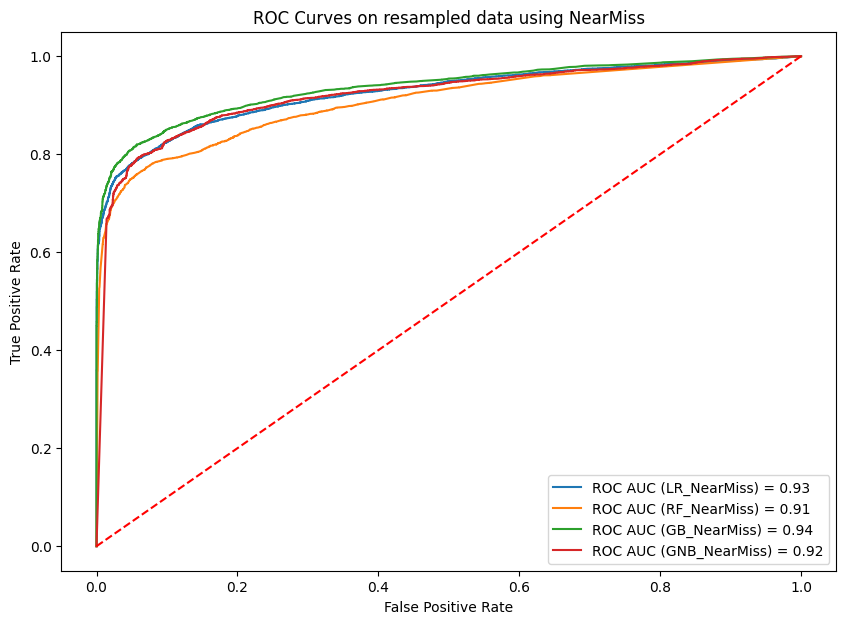 ROC Curves on resampled data using NearMiss
1.0
0.8
0.6
0.4
0.2
0.0
True Positive Rate
0.0 0.2 0.4 0.6 0.8 1.0
False Positive Rate
ROC AUC (LR_NearMiss) = 0.93
ROC AUC (RF_NearMiss) = 0.91
ROC AUC (GB_NearMiss) = 0.94
ROC AUC (GNB_NearMiss) = 0.92